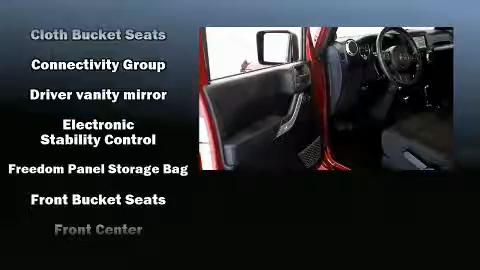 Cloth Bucket Seats
Connectivity Group
Driver vanity mirror
Electronic
Stability Control
Freedom Panel Storage Bag
Front Bucket Seats
Front Center